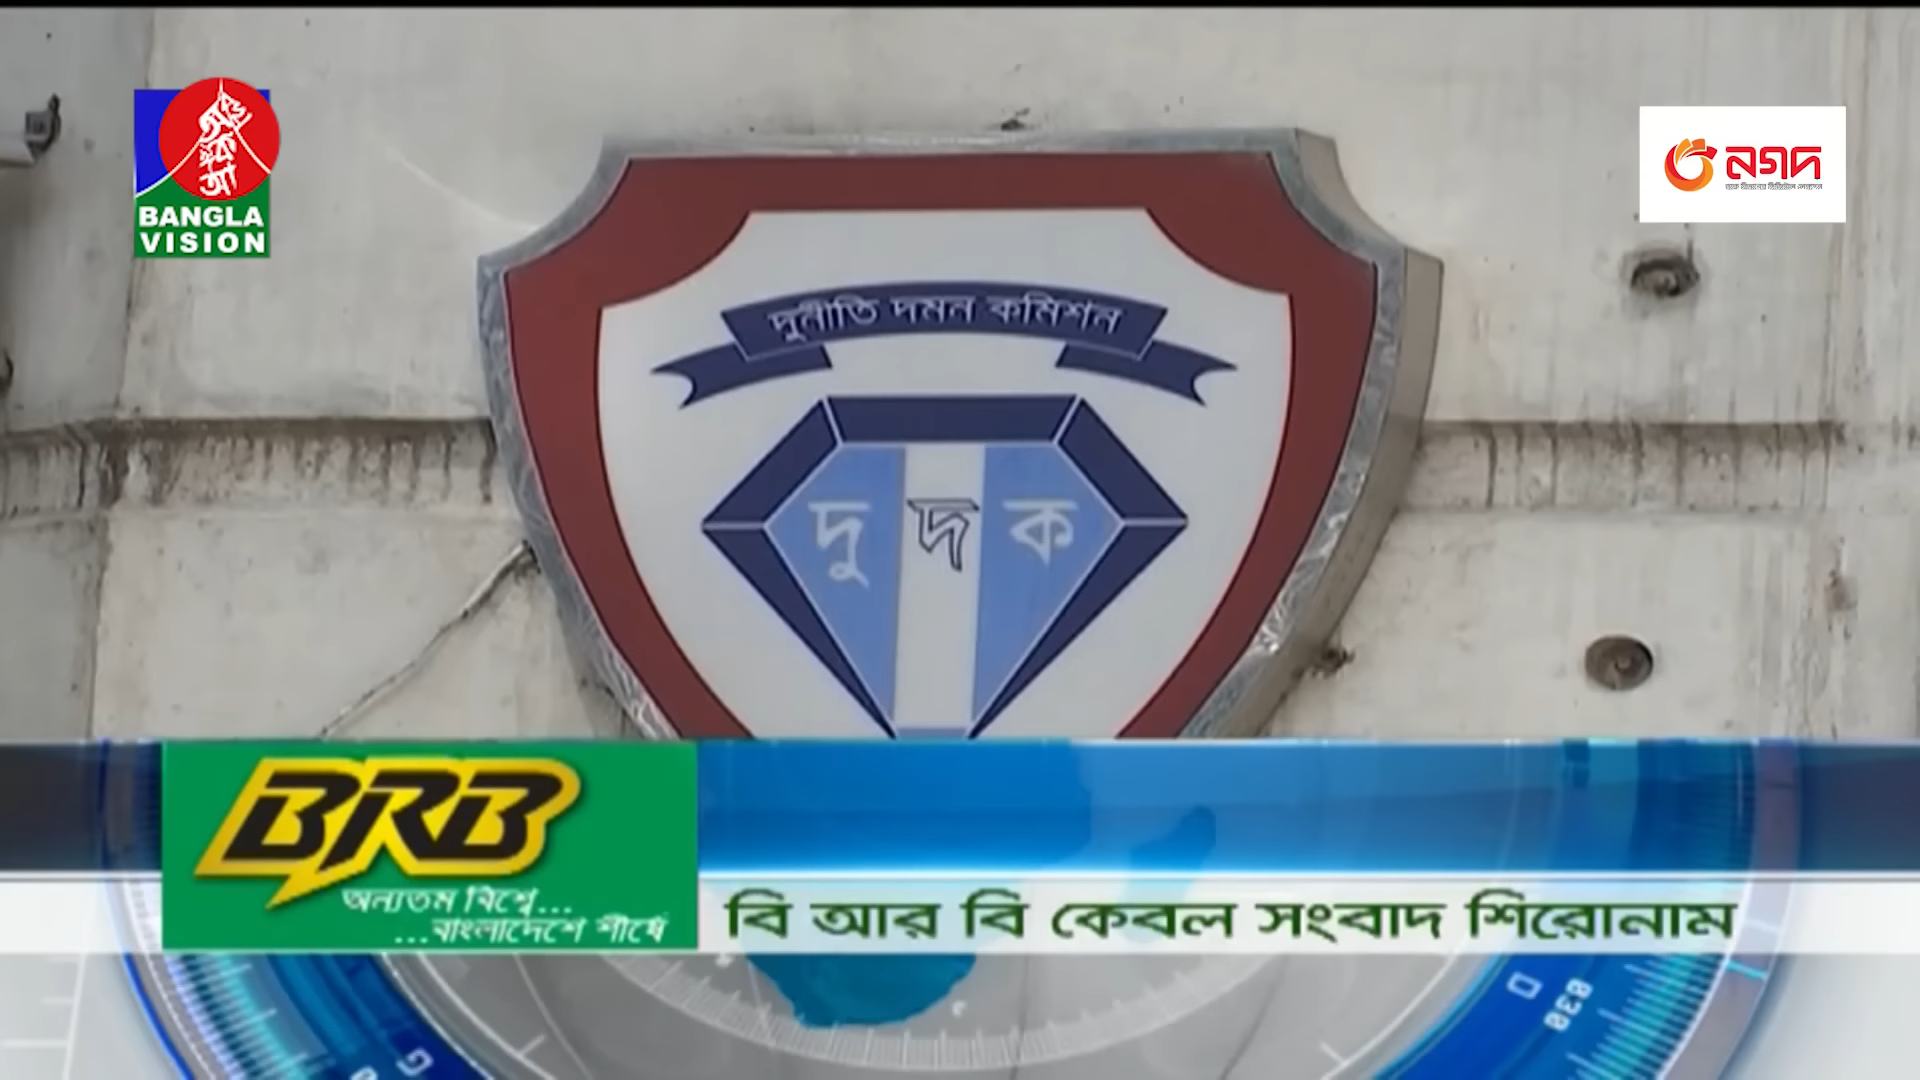 BANGLA
VISION
নগদ
দুর্নীতি দমন কমিশন
দু দ ক
BRB
অন্যতম বিশ্বে...
...বাংলাদেশে শীর্ষে
বি আর বি কেবল সংবাদ শিরোনাম